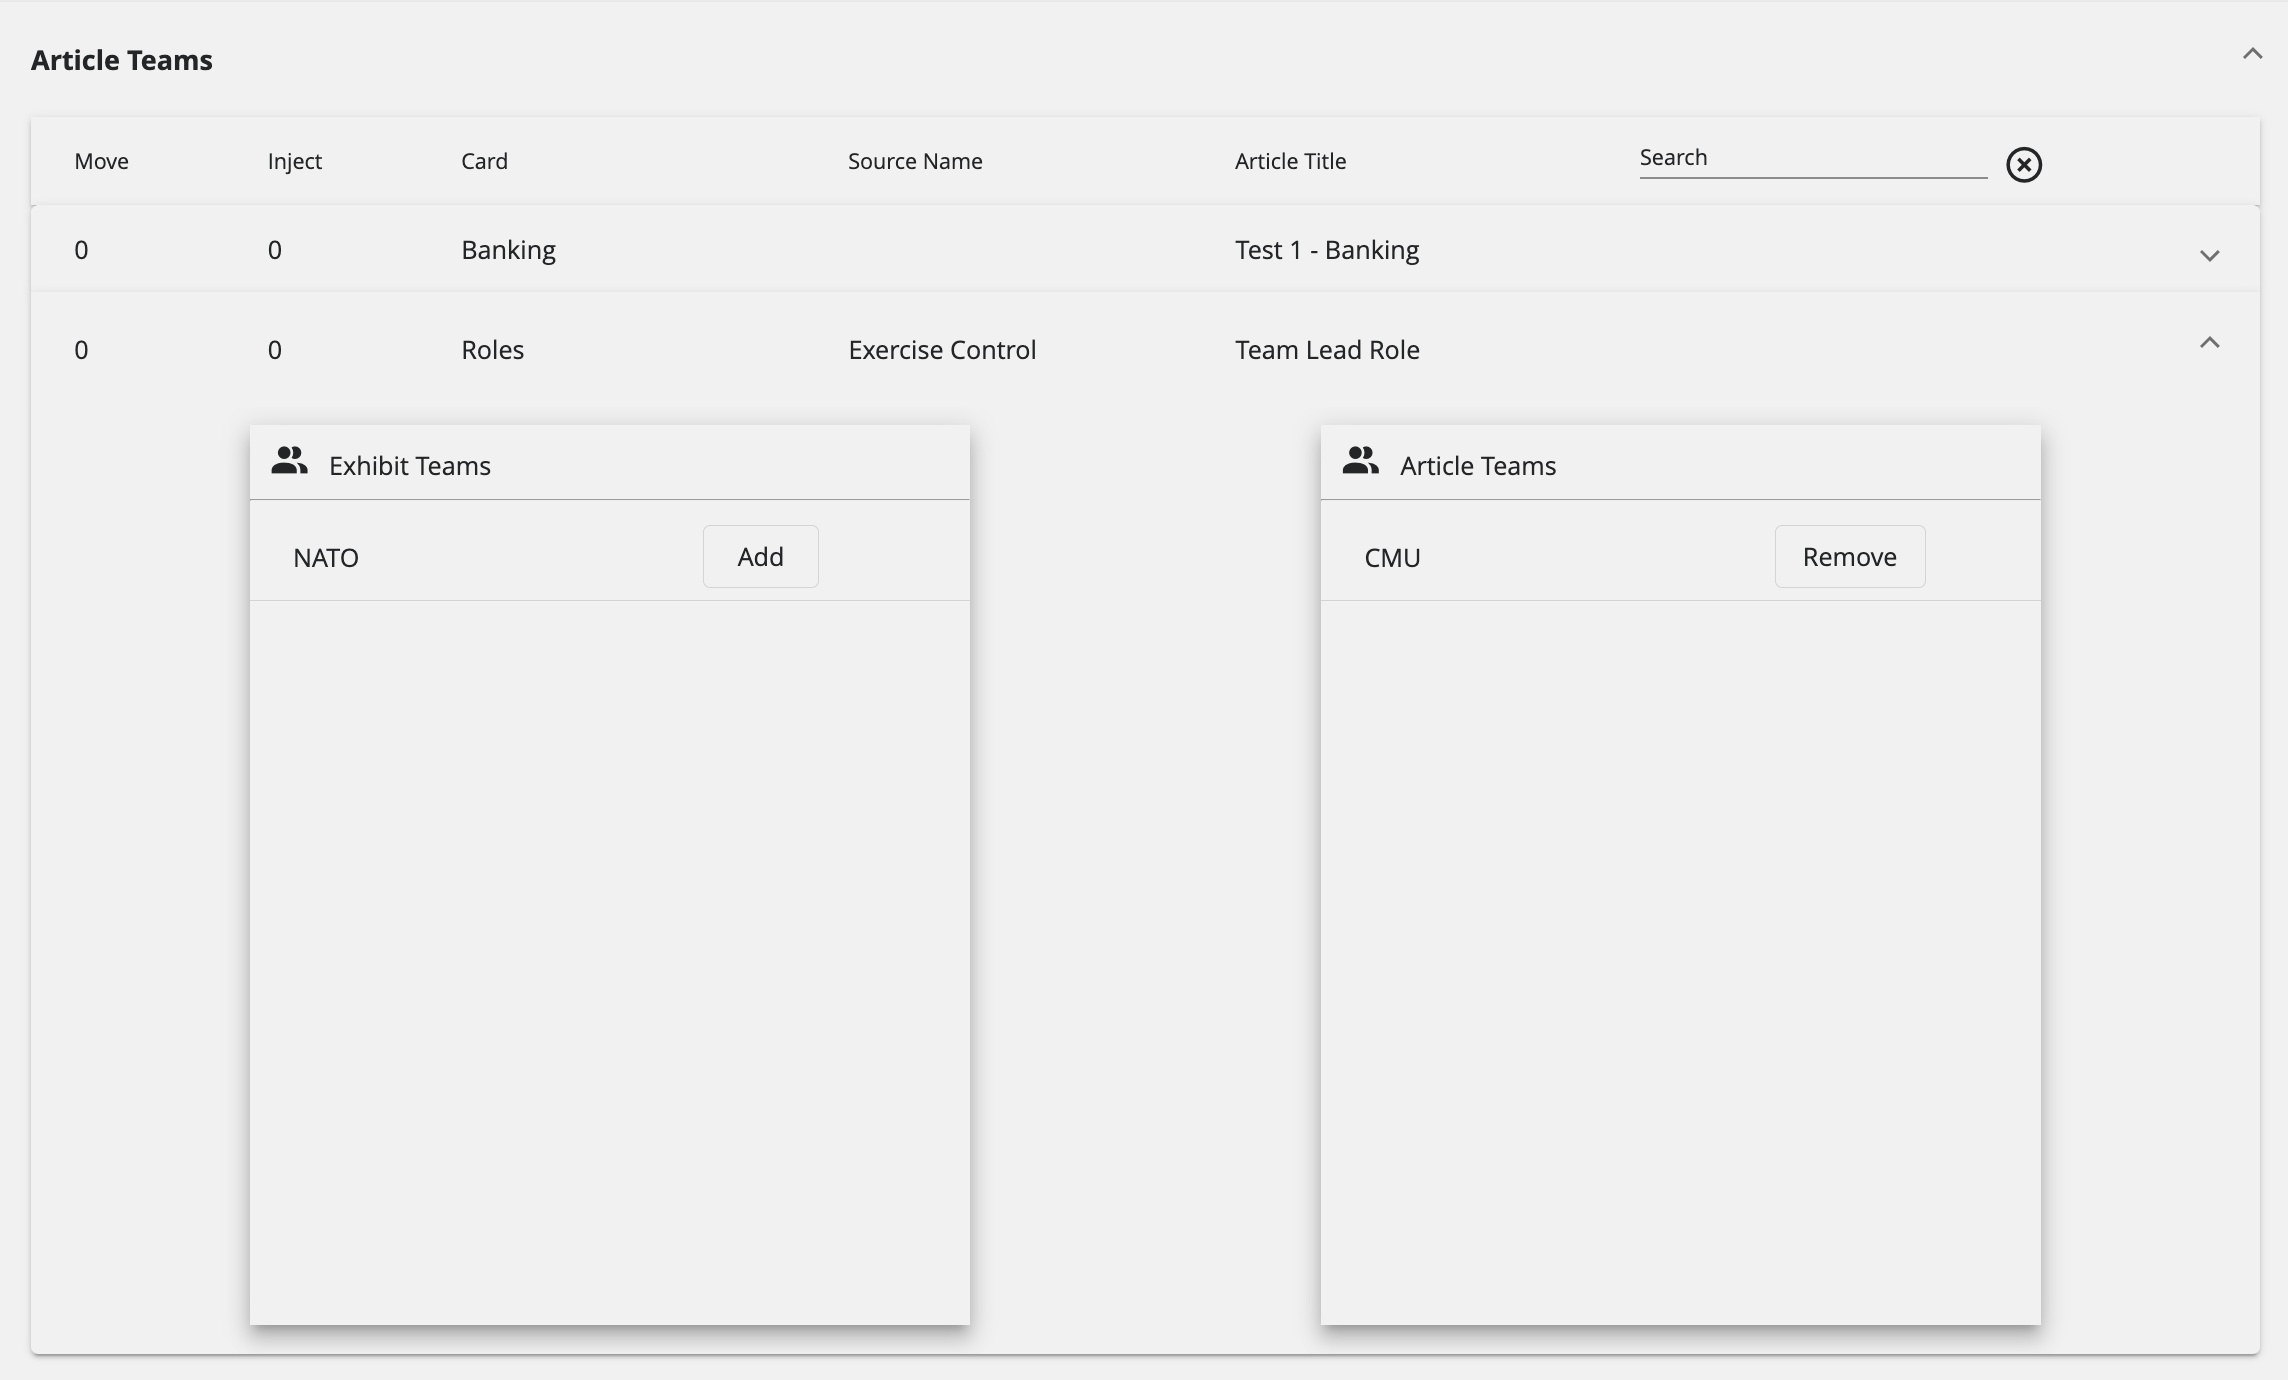 Article Teams
Move Inject Card Source Name Article Title Search
0 0 Banking Test 1 - Banking
0 0 Roles Exercise Control Team Lead Role
Exhibit Teams
NATO Add
Article Teams
CMU Remove